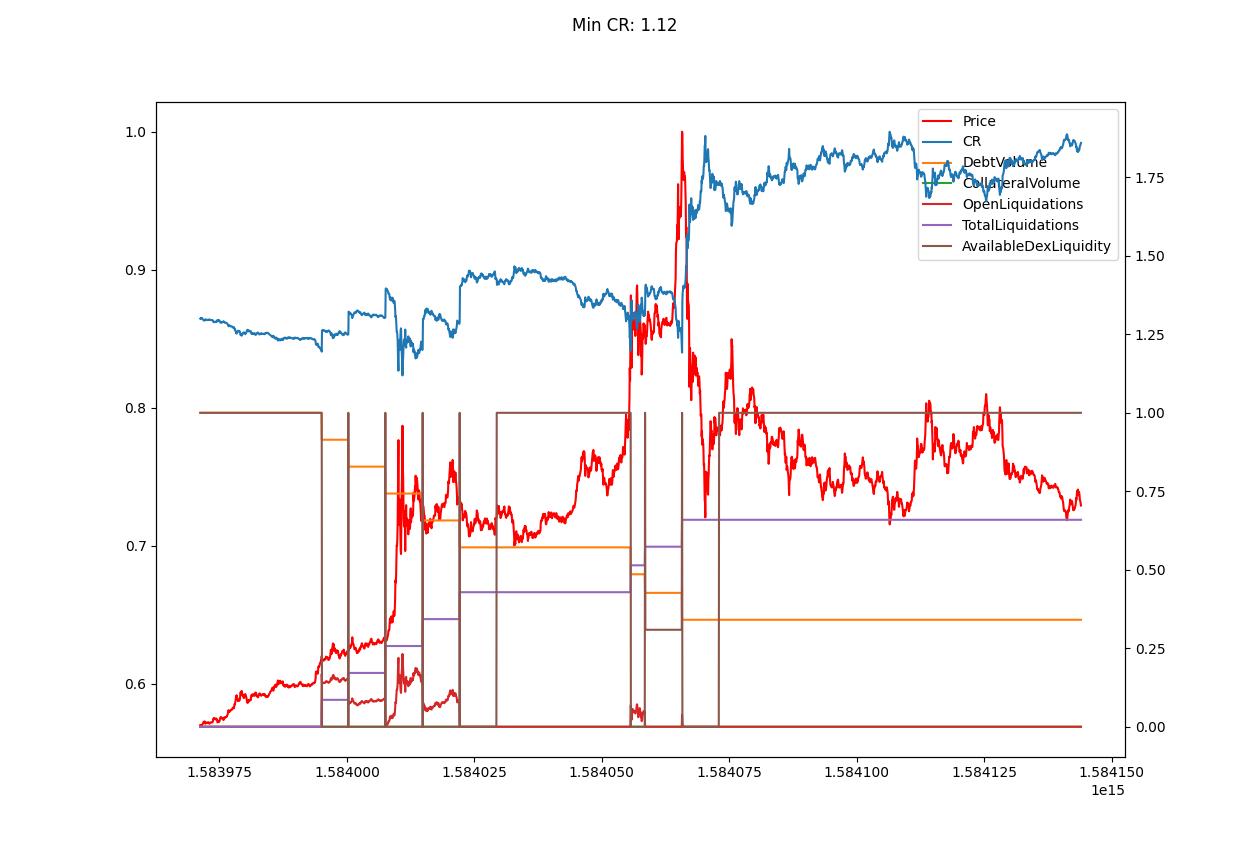 Min CR: 1.12
1.0
0.9
0.8
0.7
0.6
Price
CR
DebtVolume
CollateralVolume
OpenLiquidations
TotalLiquidations
AvailableDexLiquidity
1.75
1.50
1.25
1.00
0.75
0.50
0.25
0.00
1.583975 1.584000 1.584025 1.584050 1.584075 1.584100 1.584125 1.584150
1e15